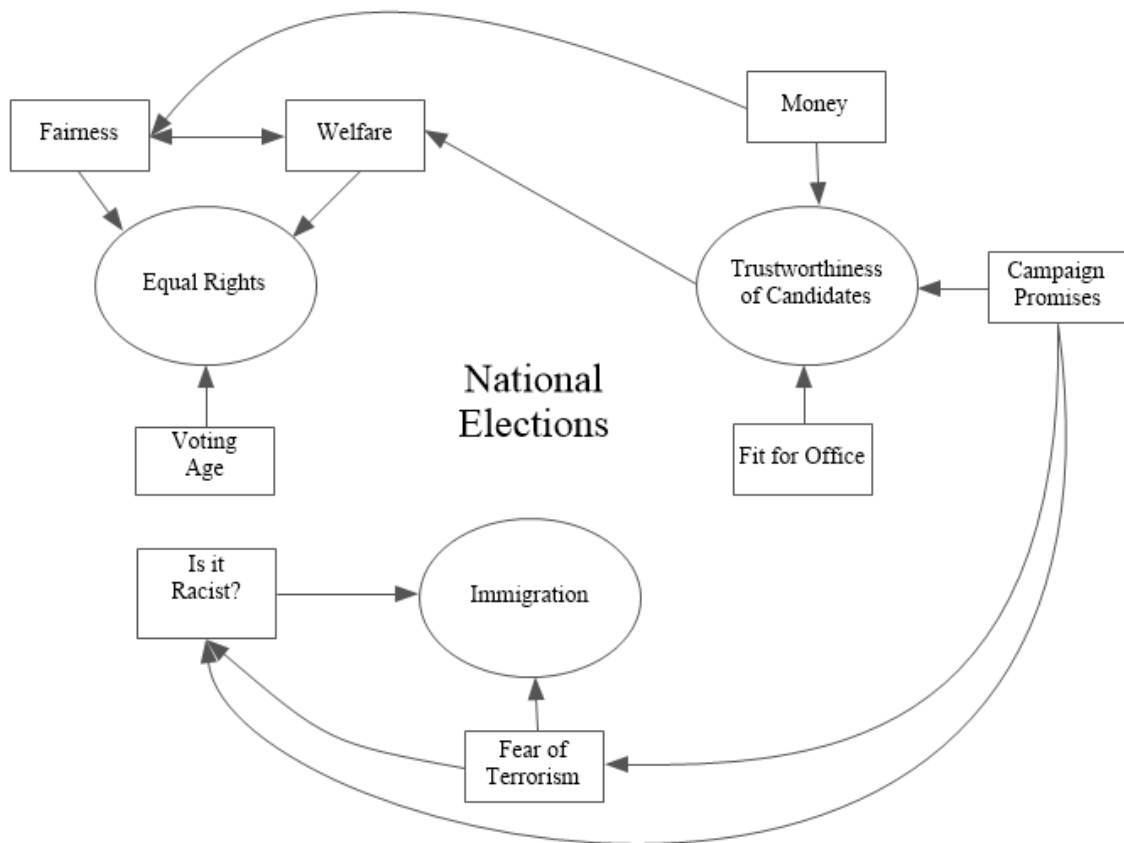 Money
Fairness
Welfare
Equal Rights
Trustworthiness
of Candidates
Campaign
Promises
National
Elections
Voting
Age
Fit for Office
Is it
Racist?
Immigration
Fear of
Terrorism